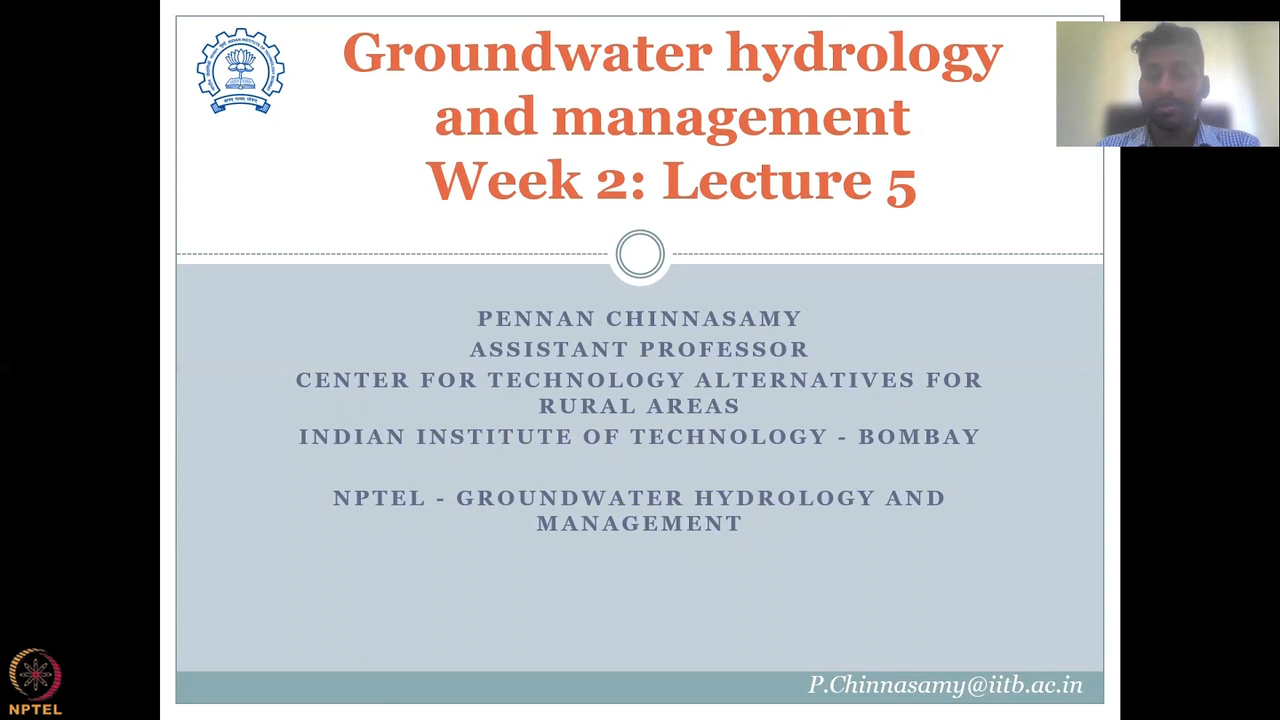 Groundwater hydrology
and management
Week 2: Lecture 5
PENNAN CHINNASAMY
ASSISTANT PROFESSOR
CENTER FOR TECHNOLOGY ALTERNATIVES FOR
RURAL AREAS
INDIAN INSTITUTE OF TECHNOLOGY - BOMBAY
NPTEL - GROUNDWATER HYDROLOGY AND
MANAGEMENT
P.Chinnasamy@iitb.ac.in
NPTEL